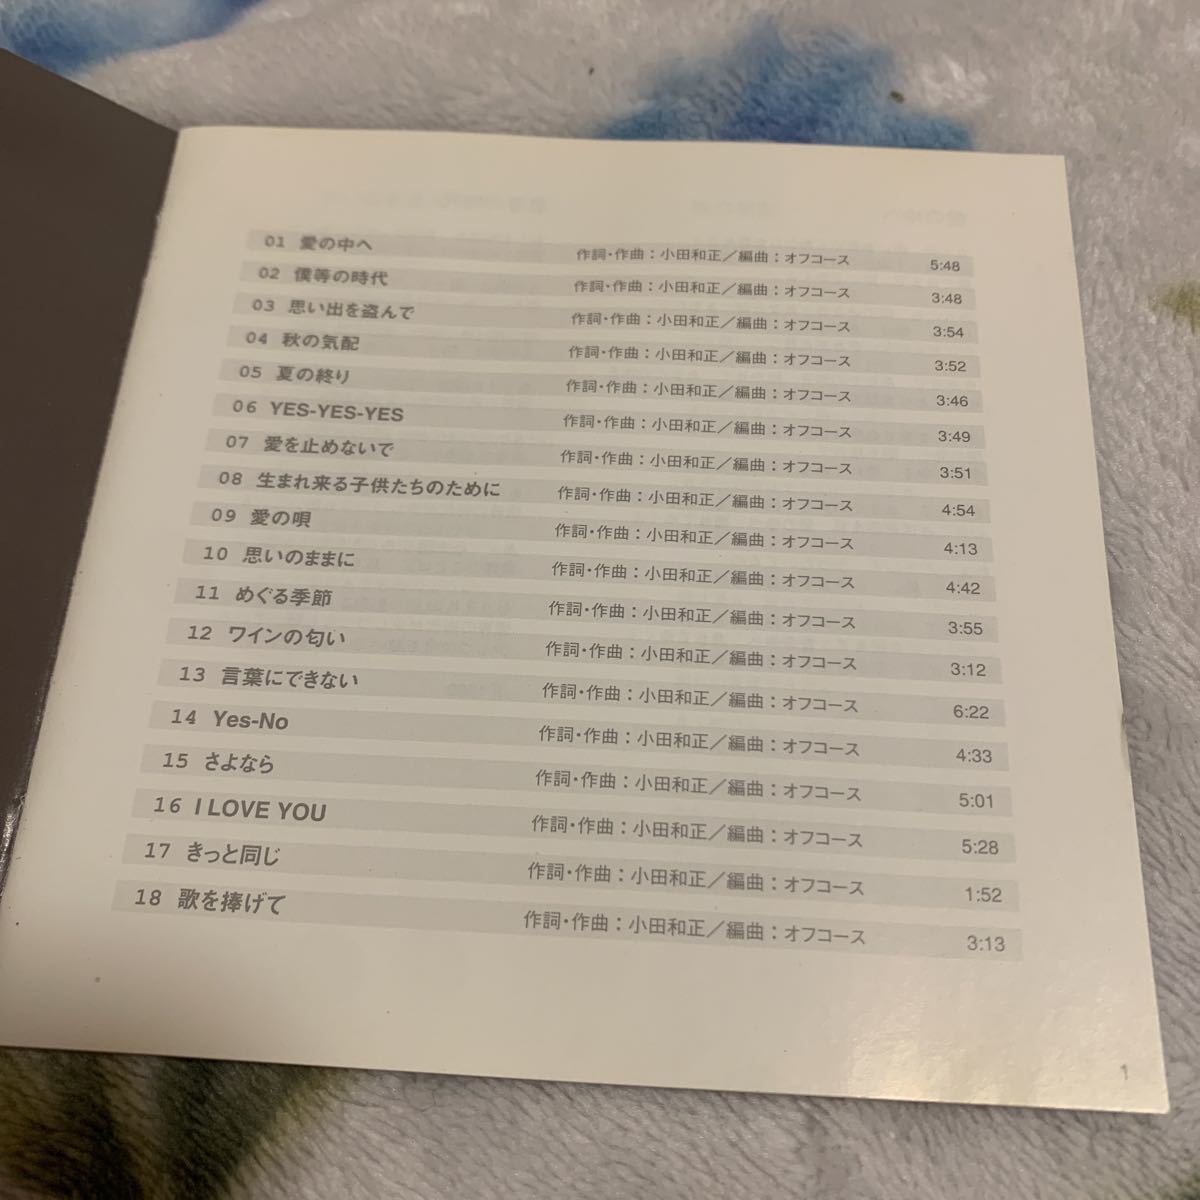 01 愛の中へ 作詞・作曲：小田和正／編曲：オフコース 5:48
02 僕等の時代 作詞・作曲：小田和正／編曲：オフコース 3:48
03 思い出を盗んで 作詞・作曲：小田和正／編曲：オフコース 3:54
04 秋の気配 作詞・作曲：小田和正／編曲：オフコース 3:52
05 夏の終り 作詞・作曲：小田和正／編曲：オフコース 3:46
06 YES-YES-YES 作詞・作曲：小田和正／編曲：オフコース 3:49
07 愛を止めないで 作詞・作曲：小田和正／編曲：オフコース 3:51
08 生まれ来る子供たちのために 作詞・作曲：小田和正／編曲：オフコース 4:54
09 愛の唄 作詞・作曲：小田和正／編曲：オフコース 4:13
10 思いのままに 作詞・作曲：小田和正／編曲：オフコース 4:42
11 めぐる季節 作詞・作曲：小田和正／編曲：オフコース 3:55
12 ワインの匂い 作詞・作曲：小田和正／編曲：オフコース 3:12
13 言葉にできない 作詞・作曲：小田和正／編曲：オフコース 6:22
14 Yes-No 作詞・作曲：小田和正／編曲：オフコース 4:33
15 さよなら 作詞・作曲：小田和正／編曲：オフコース 5:01
16 I LOVE YOU 作詞・作曲：小田和正／編曲：オフコース 5:28
17 きっと同じ 作詞・作曲：小田和正／編曲：オフコース 1:52
18 歌を捧げて 作詞・作曲：小田和正／編曲：オフコース 3:13
1